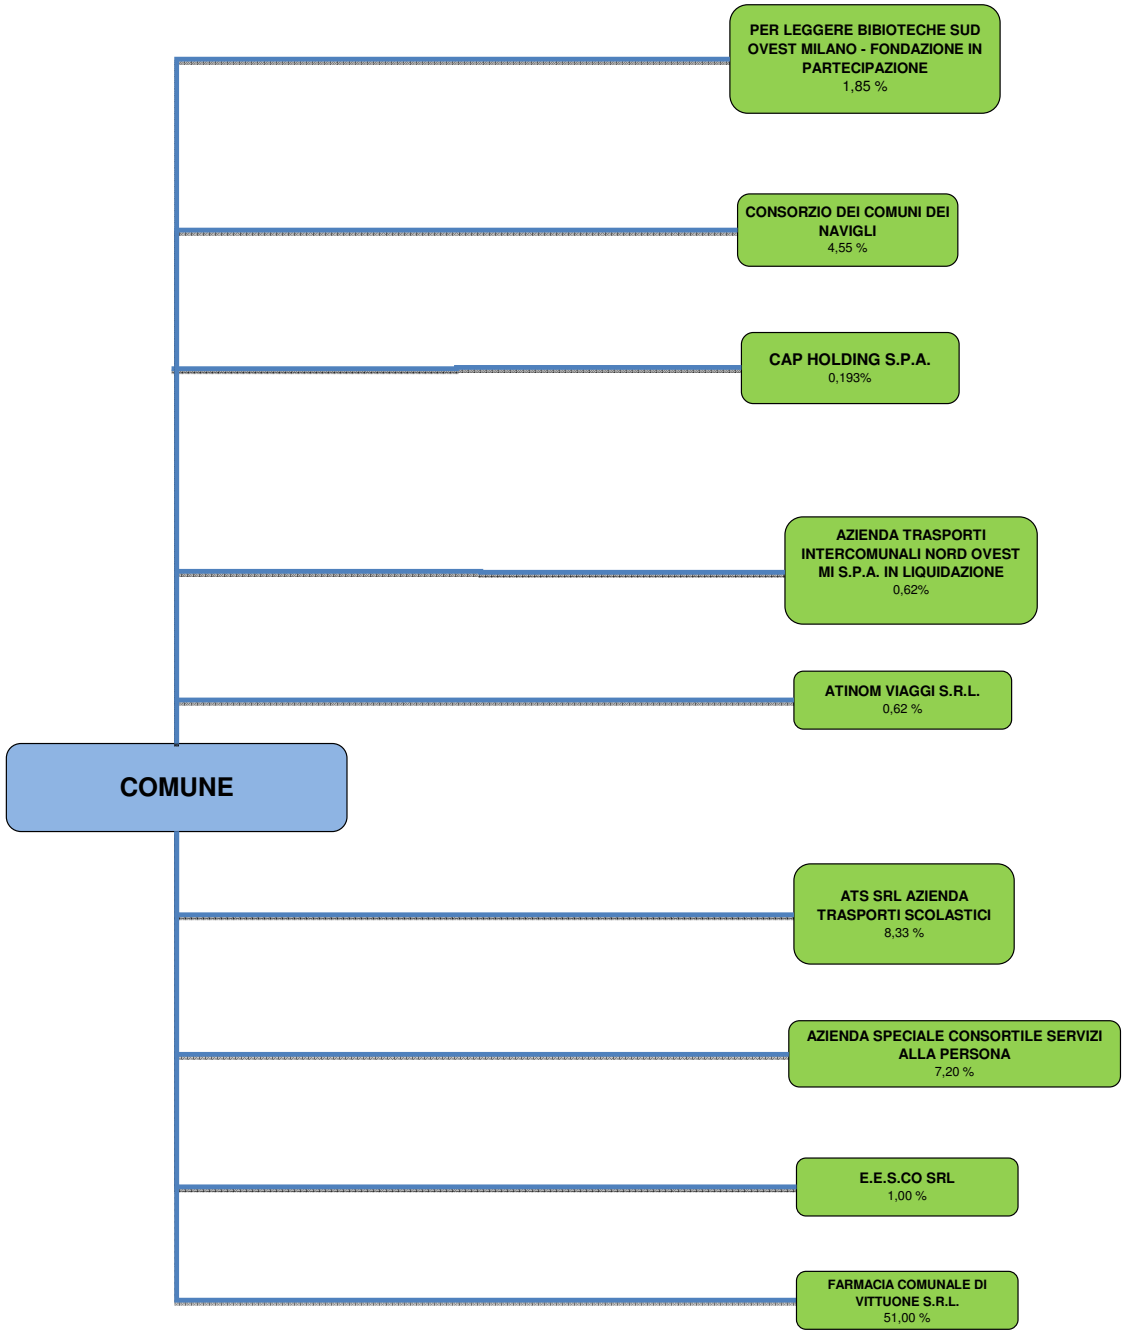 PER LEGGERE BIBIOTECHE SUD
OVEST MILANO - FONDAZIONE IN
PARTECIPAZIONE
1,85 %
CONSORZIO DEI COMUNI DEI
NAVIGLI
4,55 %
CAP HOLDING S.P.A.
0,193%
AZIENDA TRASPORTI
INTERCOMUNALI NORD OVEST
MI S.P.A. IN LIQUIDAZIONE
0,62%
ATINOM VIAGGI S.R.L.
0,62 %
COMUNE
ATS SRL AZIENDA
TRASPORTI SCOLASTICI
8,33 %
AZIENDA SPECIALE CONSORTILE SERVIZI
ALLA PERSONA
7,20 %
E.E.S.CO SRL
1,00 %
FARMACIA COMUNALE DI
VITTUONE S.R.L.
51,00 %